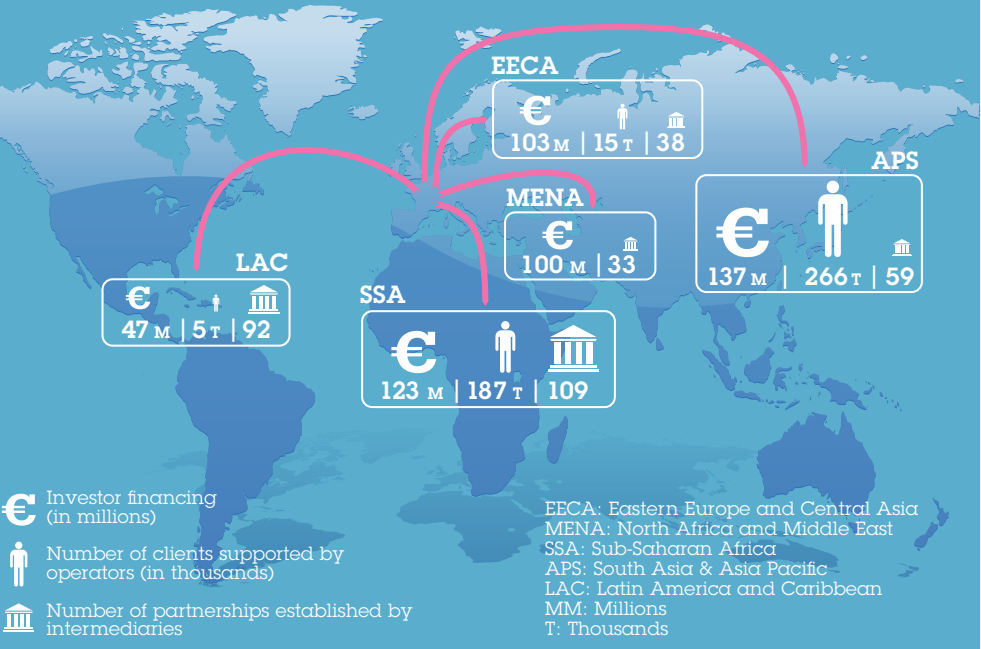 EECA
€
103 M | 15 T | 38
APS
€
137 M | 266 T | 59
MENA
€
100 M | 33
LAC
€
47 M | 5 T | 92
SSA
€
123 M | 187 T | 109
€ Investor financing
(in millions)
Number of clients supported by
operators (in thousands)
Number of partnerships established by
intermediaries
EECA: Eastern Europe and Central Asia
MENA: North Africa and Middle East
SSA: Sub-Saharan Africa
APS: South Asia & Asia Pacific
LAC: Latin America and Caribbean
MM: Millions
T: Thousands